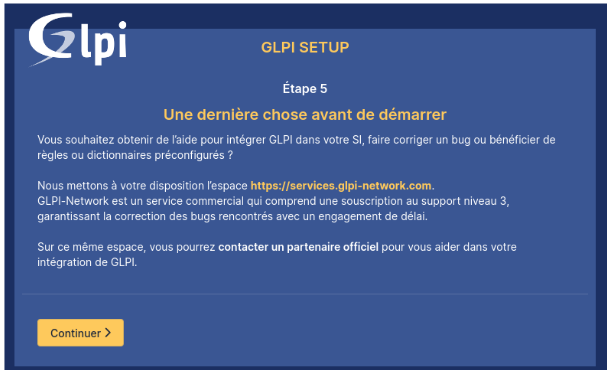 Glpi
GLPI SETUP
Étape 5
Une dernière chose avant de démarrer
Vous souhaitez obtenir de l'aide pour intégrer GLPI dans votre SI, faire corriger un bug ou bénéficier de
règles ou dictionnaires préconfigurés ?
Nous mettons à votre disposition l'espace https://services.glpi-network.com.
GLPI-Network est un service commercial qui comprend une souscription au support niveau 3,
garantissant la correction des bugs rencontrés avec un engagement de délai.
Sur ce même espace, vous pourrez contacter un partenaire officiel pour vous aider dans votre
intégration de GLPI.
Continuer >